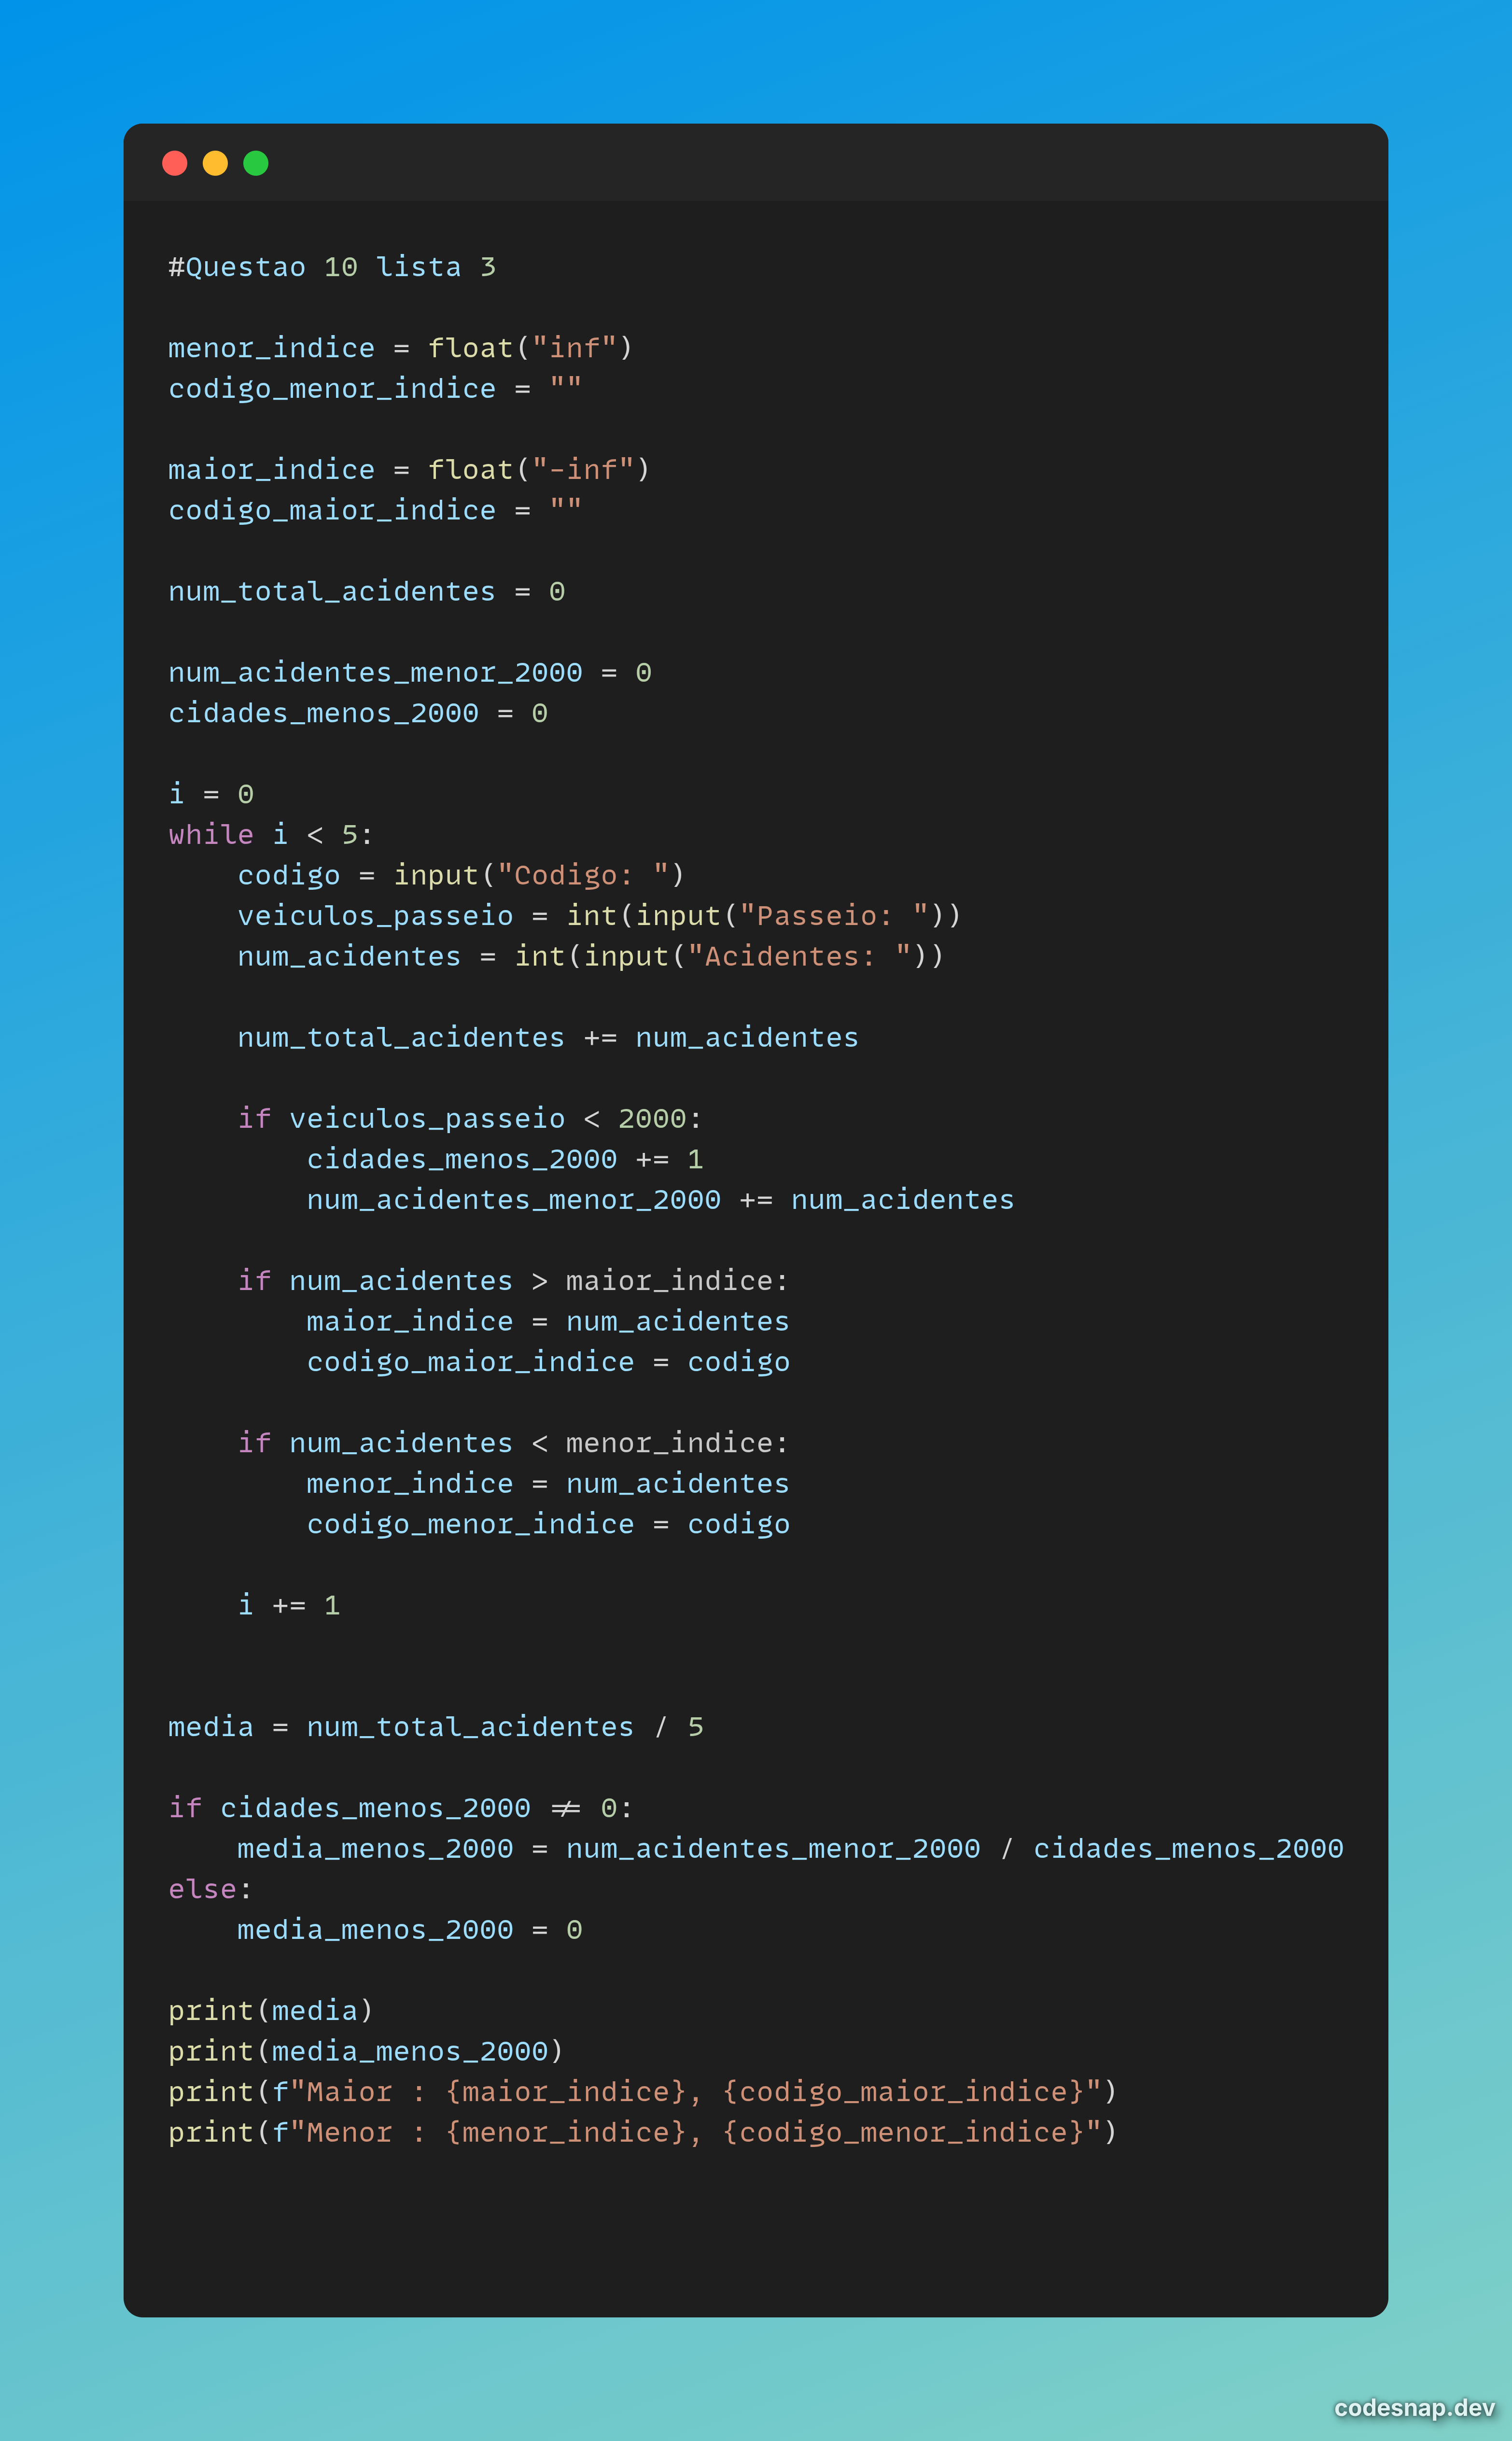 #Questao 10 lista 3
menor_indice = float("inf")
codigo_menor_indice = ""
maior_indice = float("-inf")
codigo_maior_indice = ""
num_total_acidentes = 0
num_acidentes_menor_2000 = 0
cidades_menos_2000 = 0
i = 0
while i < 5:
    codigo = input("Codigo: ")
    veiculos_passeio = int(input("Passeio: "))
    num_acidentes = int(input("Acidentes: "))
    num_total_acidentes += num_acidentes
    if veiculos_passeio < 2000:
        cidades_menos_2000 += 1
        num_acidentes_menor_2000 += num_acidentes
    if num_acidentes > maior_indice:
        maior_indice = num_acidentes
        codigo_maior_indice = codigo
    if num_acidentes < menor_indice:
        menor_indice = num_acidentes
        codigo_menor_indice = codigo
    i += 1
media = num_total_acidentes / 5
if cidades_menos_2000 != 0:
    media_menos_2000 = num_acidentes_menor_2000 / cidades_menos_2000
else:
    media_menos_2000 = 0
print(media)
print(media_menos_2000)
print(f"Maior : {maior_indice}, {codigo_maior_indice}")
print(f"Menor : {menor_indice}, {codigo_menor_indice}")
codesnap.dev